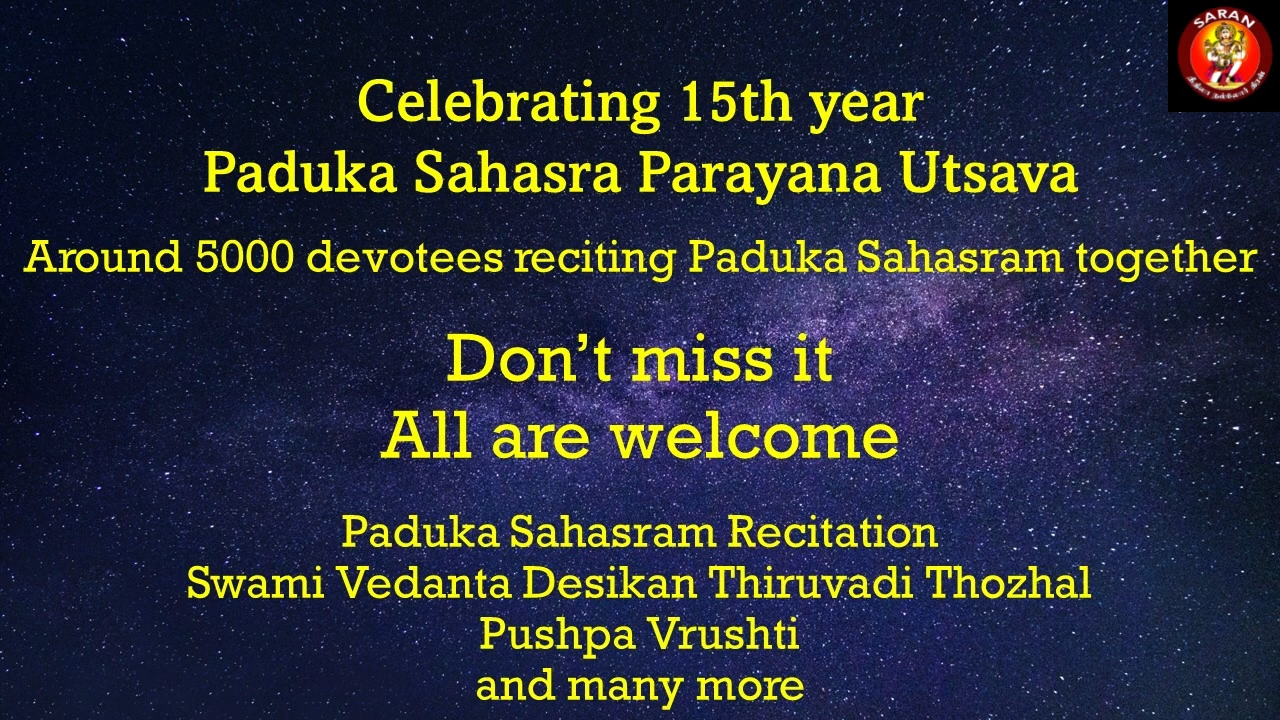 SARAN
Celebrating 15th year
Paduka Sahasra Parayana Utsava
Around 5000 devotees reciting Paduka Sahasram together
Don’t miss it
All are welcome
Paduka Sahasram Recitation
Swami Vedanta Desikan Thiruvadi Thozhal
Pushpa Vrushti
and many more